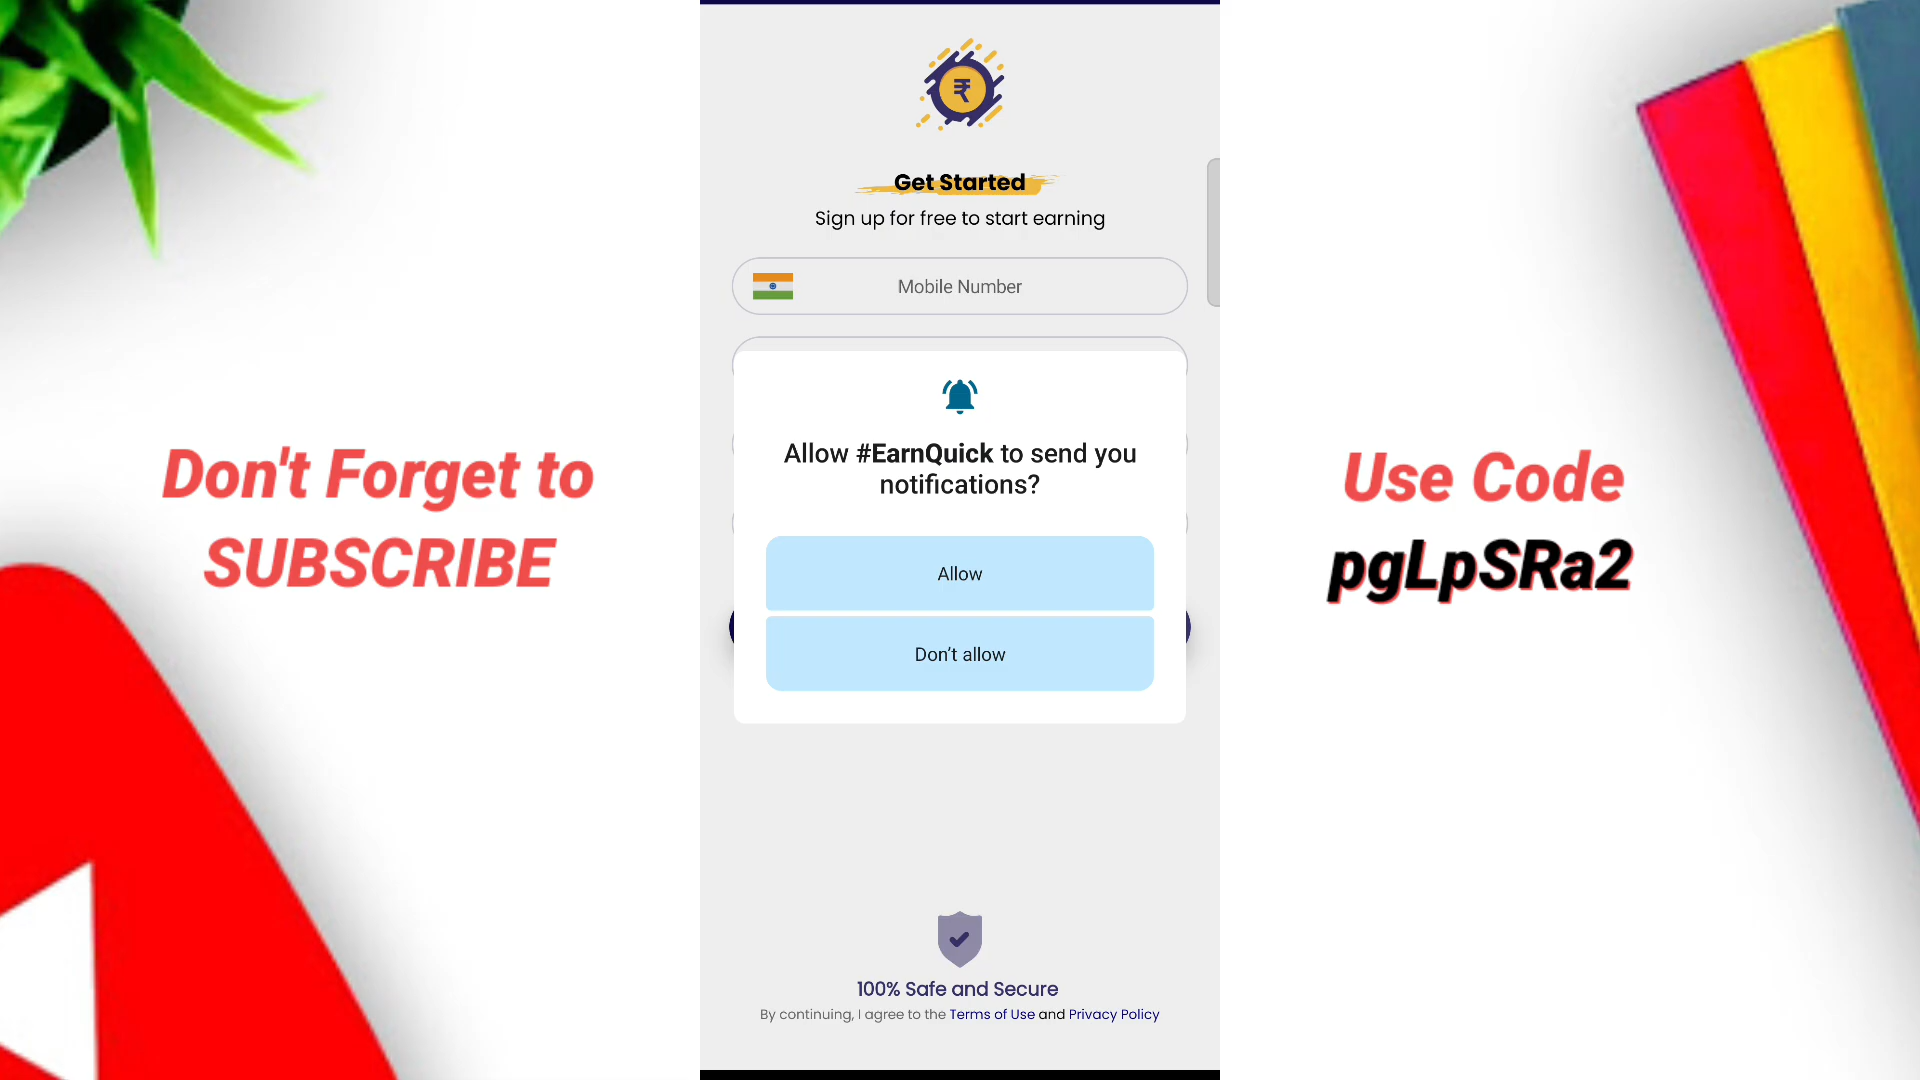 Don't Forget to
SUBSCRIBE
₹
Get Started
Sign up for free to start earning
Mobile Number
Allow #EarnQuick to send you
notifications?
Allow
Don’t allow
100% Safe and Secure
By continuing, I agree to the Terms of Use and Privacy Policy
Use Code
pgLpSRa2